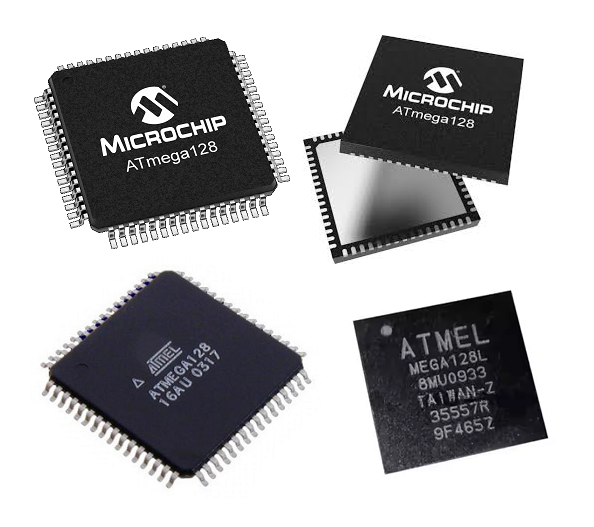 MICROCHIP
ATmega128
MICROCHIP
ATmega128
ATMEL
ATMEGA128
16AU 0317
ATMEL
MEGA128L
8MU0933
TAIWAN-Z
35557R
9F465Z